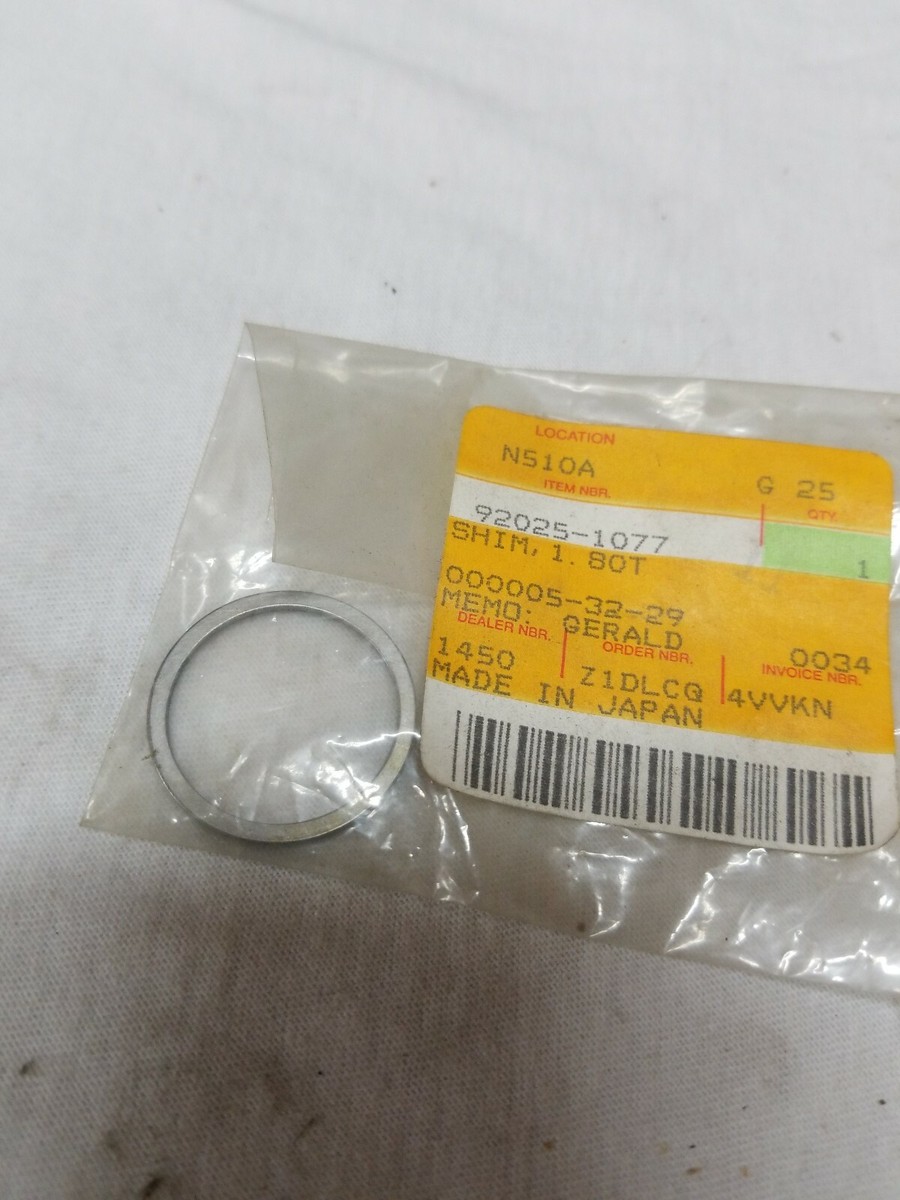 LOCATION
N510A
G 25
ITEM NBR.
QTY.
92025-1077
1
SHIM, 1.80T
000005-32-29
MEMO: GERALD
0034
DEALER NBR.
ORDER NBR.
INVOICE NBR.
1450
Z1DLCQ
4VVKN
MADE IN JAPAN